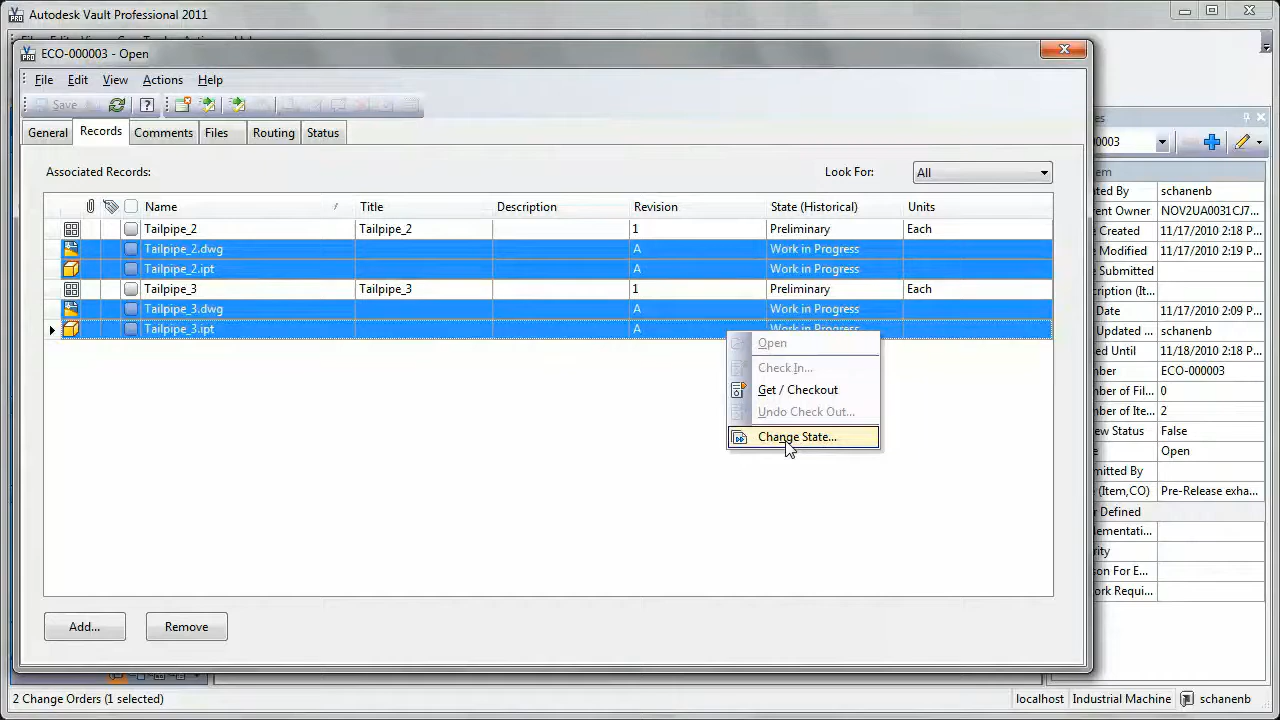 Autodesk Vault Professional 2011
ECO-000003 - Open
File Edit View Actions Help
Save
General Records Comments Files Routing Status
Associated Records: Look For: All
Name Title Description Revision State (Historical) Units
Tailpipe_2 Tailpipe_2 1 Preliminary Each
Tailpipe_2.dwg A Work in Progress
Tailpipe_2.ipt A Work in Progress
Tailpipe_3 Tailpipe_3 1 Preliminary Each
Tailpipe_3.dwg A Work in Progress
Tailpipe_3.ipt A Work in Progress
Open
Check In...
Get / Checkout
Undo Check Out...
Change State...
Add... Remove
es
0003
em
ted By schanenb
ent Owner NOV2UA0031CJ7...
e Created 11/17/2010 2:18 P...
e Modified 11/17/2010 2:19 P...
e Submitted
cription (It...
Date 11/17/2010 2:09 P...
Updated ... schanenb
ed Until 11/18/2010 2:18 P...
mber ECO-000003
mber of Fil... 0
mber of Ite... 2
ew Status False
e Open
mitted By
(Item,CO) Pre-Release exha...
r Defined
lementati...
rity
son For E...
ork Requi...
2 Change Orders (1 selected) localhost Industrial Machine schanenb